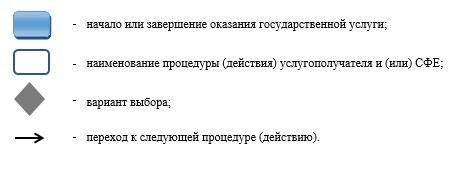 - начало или завершение оказания государственной услуги;
- наименование процедуры (действия) услугополучателя и (или) СФЕ;
- вариант выбора;
- переход к следующей процедуре (действию).